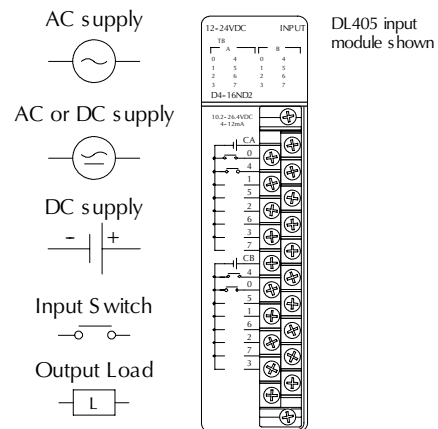 AC supply
AC or DC supply
DC supply
- +
Input Switch
Output Load
L
12-24VDC INPUT
TB
A B
0 4 0 4
1 5 1 5
2 6 2 6
3 7 3 7
D4-16ND2
10.2-26.4VDC
4-12mA
CA
0
4
1
5
2
6
3
7
CB
4
0
5
1
6
2
7
3
DL405 input
module shown